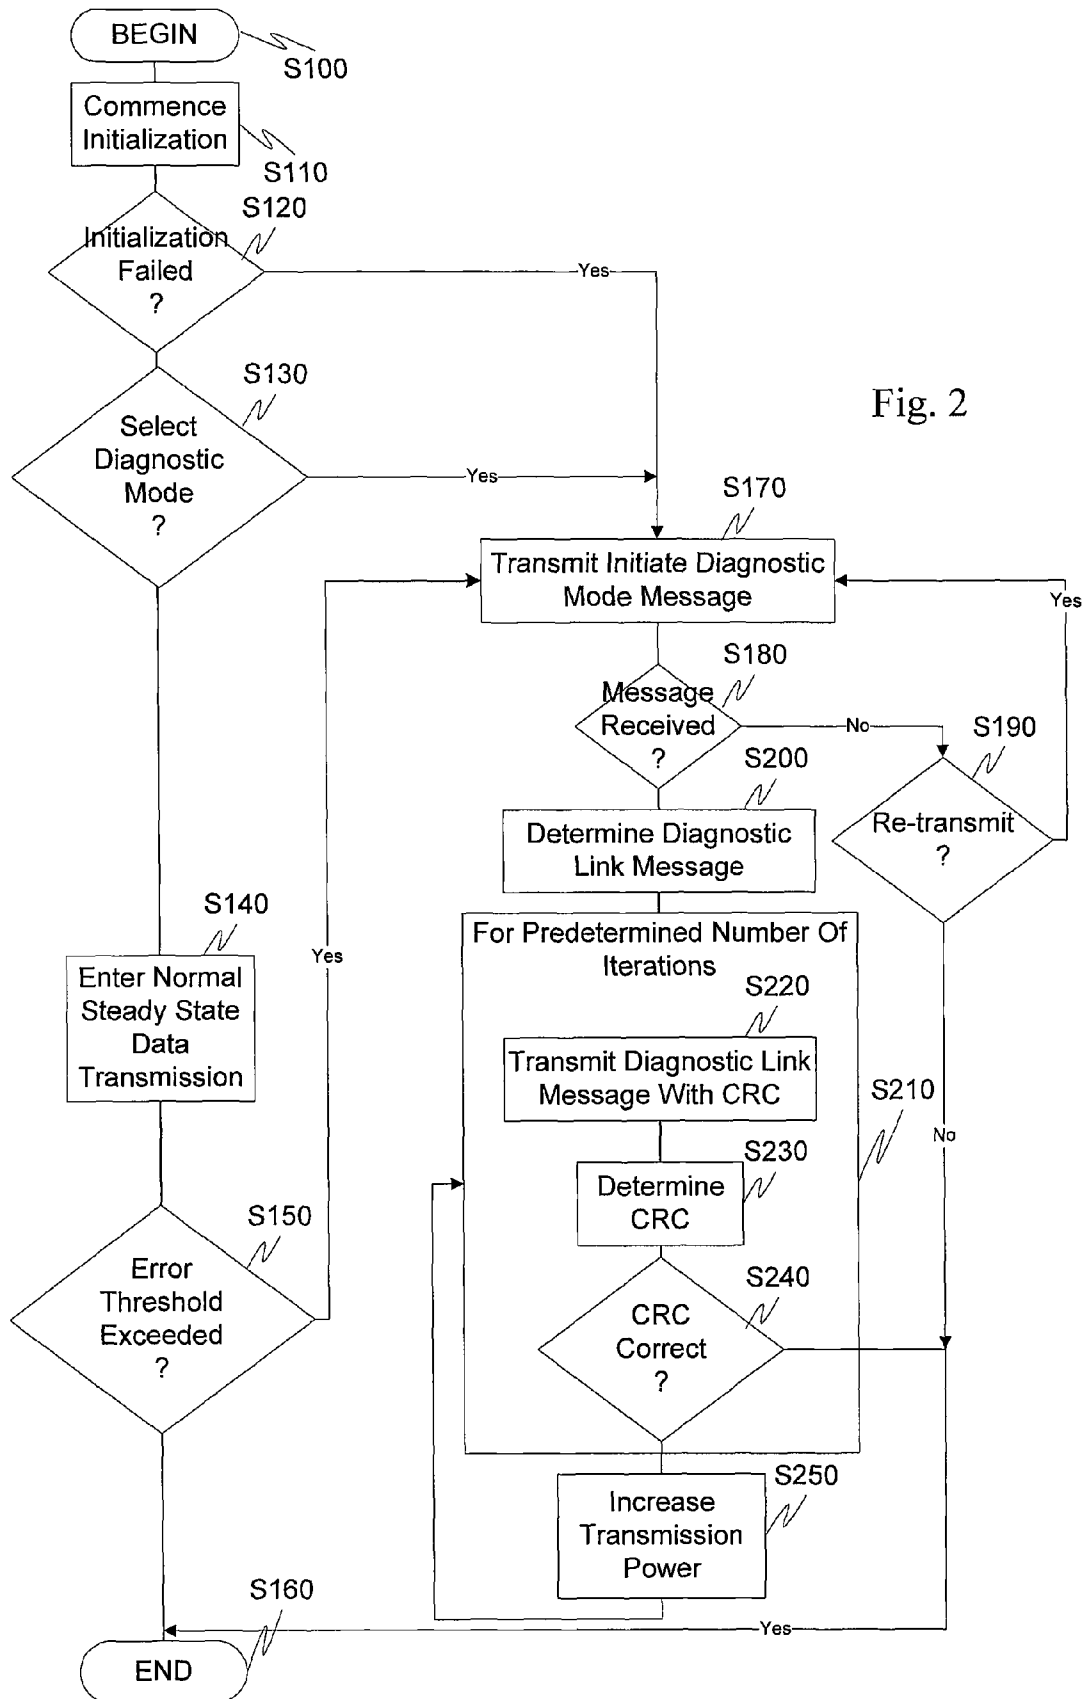 BEGIN
S100
Commence
Initialization
S110
S120
Initialization
Failed
?
Yes
S130
Select
Diagnostic
Mode
?
Yes
Fig. 2
S170
Transmit Initiate Diagnostic
Mode Message
Yes
S180
Message
Received
?
No
S190
Re-transmit
?
S200
Determine Diagnostic
Link Message
S140
Enter Normal
Steady State
Data
Transmission
Yes
For Predetermined Number Of
Iterations
S220
Transmit Diagnostic Link
Message With CRC
S210
No
S230
Determine
CRC
S150
Error
Threshold
Exceeded
?
S240
CRC
Correct
?
S250
Increase
Transmission
Power
S160
Yes
END